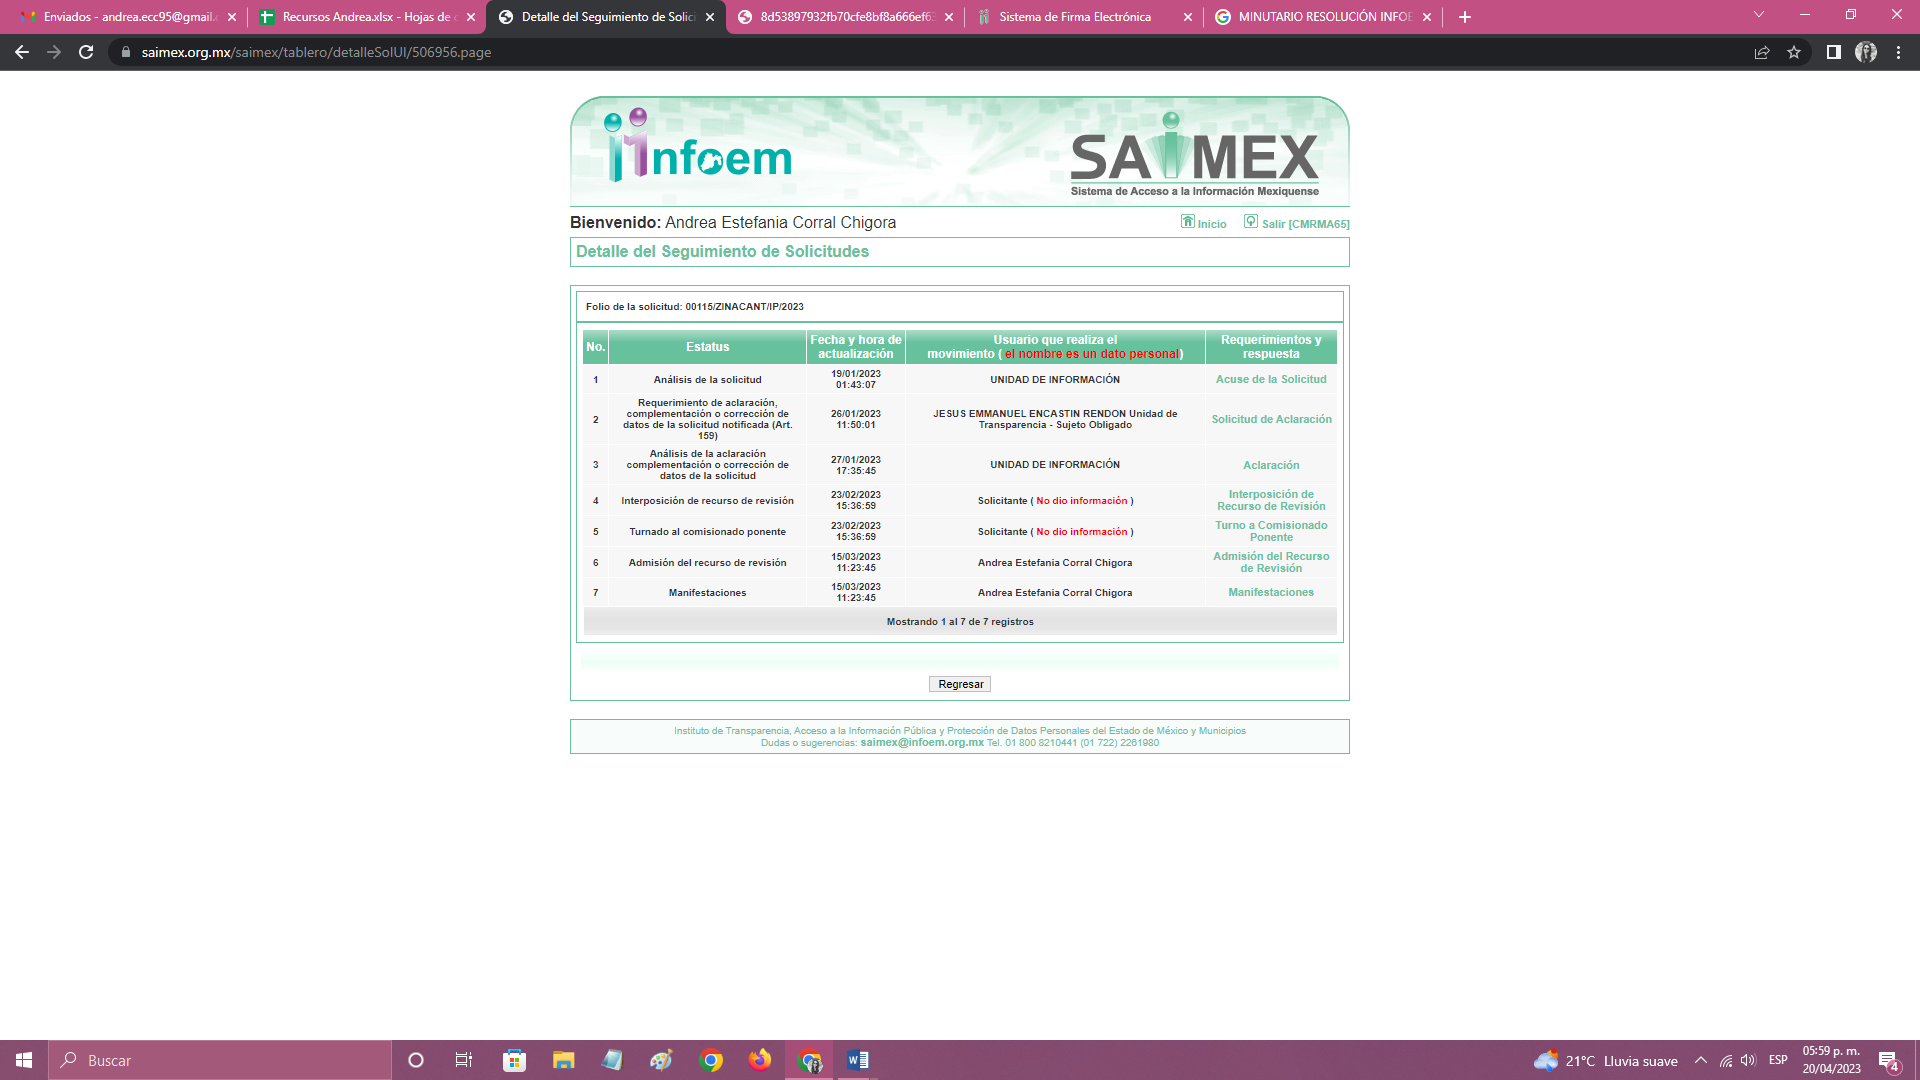 Enviados - andrea.ecc95@gmail.
Recursos Andrea.xlsx - Hojas de c
Detalle del Seguimiento de Solici
8d53897932fb70cfe8bf8a666ef6
Sistema de Firma Electrónica
MINUTARIO RESOLUCIÓN INFOE
saimex.org.mx/saimex/tablero/detalleSolUI/506956.page
infoem
SAIMEX
Sistema de Acceso a la Información Mexiquense
Bienvenido: Andrea Estefania Corral Chigora
Inicio
Salir [CMRMA65]
Detalle del Seguimiento de Solicitudes
Folio de la solicitud: 00115/ZINACANT/IP/2023
No.
Estatus
Fecha y hora de
actualización
Usuario que realiza el
movimiento ( el nombre es un dato personal)
Requerimientos y
respuesta
1
Análisis de la solicitud
19/01/2023
01:43:07
UNIDAD DE INFORMACIÓN
Acuse de la Solicitud
2
Requerimiento de aclaración,
complementación o corrección de
datos de la solicitud notificada (Art.
159)
26/01/2023
11:50:01
JESUS EMMANUEL ENCASTIN RENDON Unidad de
Transparencia - Sujeto Obligado
Solicitud de Aclaración
3
Análisis de la aclaración
complementación o corrección de
datos de la solicitud
27/01/2023
17:35:45
UNIDAD DE INFORMACIÓN
Aclaración
4
Interposición de recurso de revisión
23/02/2023
15:36:59
Solicitante ( No dio información )
Interposición de
Recurso de Revisión
5
Turnado al comisionado ponente
23/02/2023
15:36:59
Solicitante ( No dio información )
Turno a Comisionado
Ponente
6
Admisión del recurso de revisión
15/03/2023
11:23:45
Andrea Estefania Corral Chigora
Admisión del Recurso
de Revisión
7
Manifestaciones
15/03/2023
11:23:45
Andrea Estefania Corral Chigora
Manifestaciones
Mostrando 1 al 7 de 7 registros
Regresar
Instituto de Transparencia, Acceso a la Información Pública y Protección de Datos Personales del Estado de México y Municipios
Dudas o sugerencias: saimex@infoem.org.mx Tel. 01 800 8210441 (01 722) 2261980
Buscar
21°C Lluvia suave
ESP
05:59 p. m.
20/04/2023
4